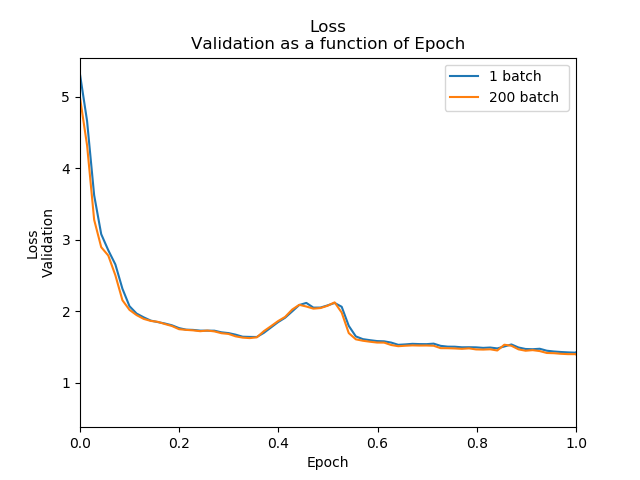 Loss
Validation as a function of Epoch
1 batch
200 batch
5
4
3
2
1
Loss
Validation
0.0 0.2 0.4 0.6 0.8 1.0
Epoch